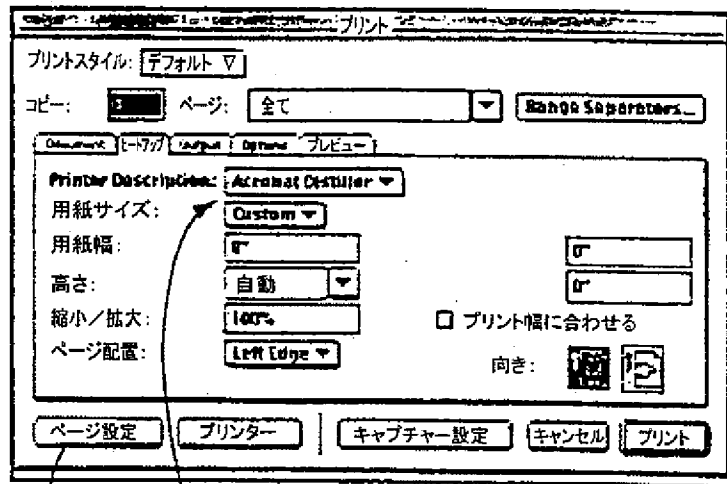 プリント
プリントスタイル: デフォルト ▽
コピー: ページ: 全て Range Separators...
Document ヒートアップ Output Options プレビュー
Printer Description: Acrobat Distiller
用紙サイズ: Custom
用紙幅: 0" 0"
高さ: 自動 0"
縮小/拡大: 100% プリント幅に合わせる
ページ配置: Left Edge
向き:
ページ設定 プリンター キャプチャー設定 キャンセル プリント